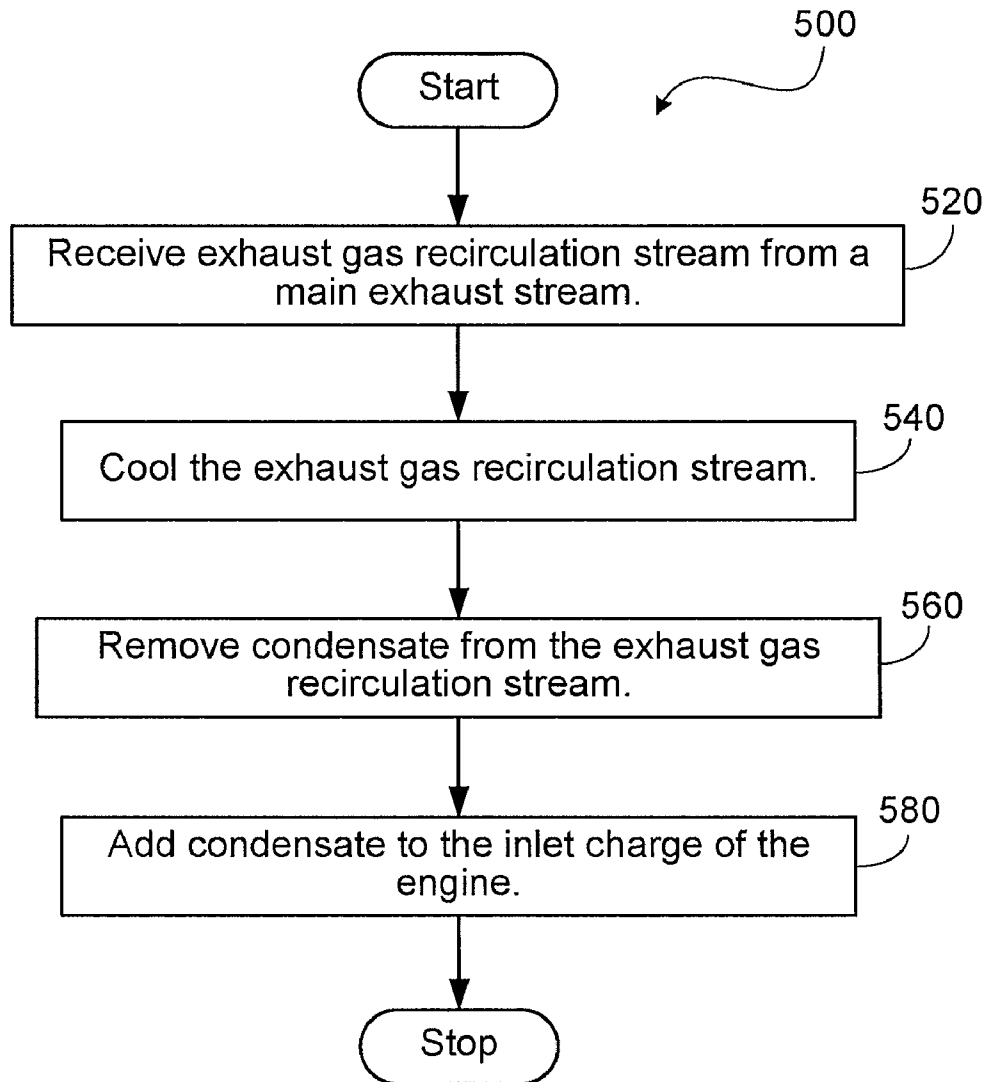 500
Start
520
Receive exhaust gas recirculation stream from a
main exhaust stream.
540
Cool the exhaust gas recirculation stream.
560
Remove condensate from the exhaust gas
recirculation stream.
580
Add condensate to the inlet charge of the
engine.
Stop